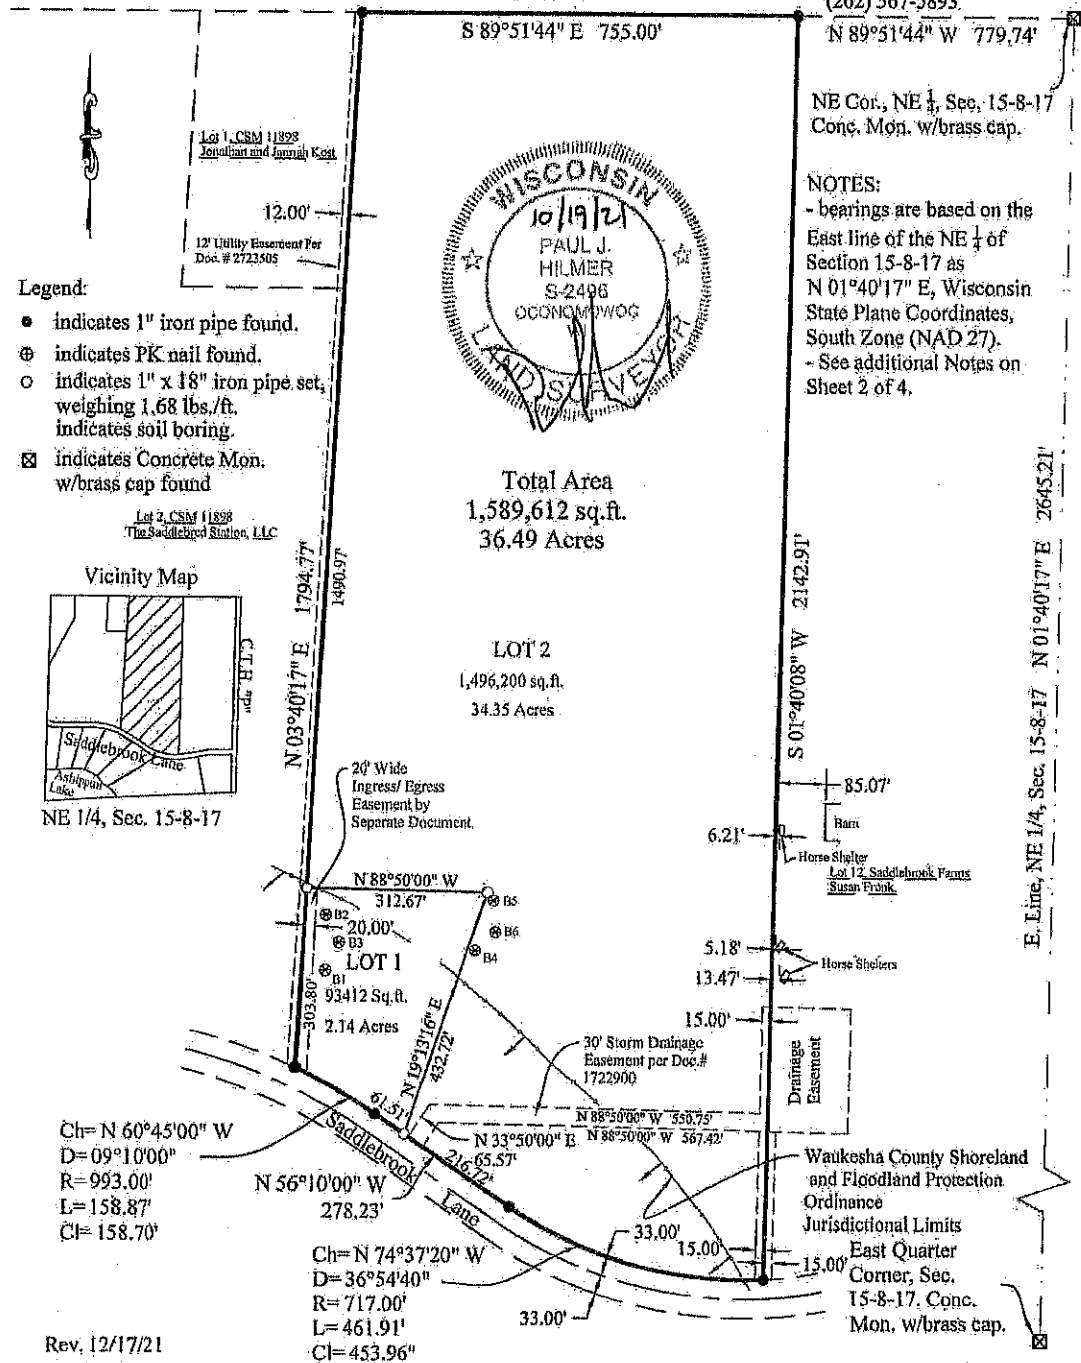 (262) 567-5893
S 89°51'44" E 755.00'
N 89°51'44" W 779.74'
NE Cor., NE 1/4, Sec. 15-8-17
Conc. Mon. w/brass cap.
Lot 1, CSM 11898
Jonathan and Jannah Kost
12.00'
12' Utility Easement Per
Doc. # 2723505
WISCONSIN
10/19/21
PAUL J.
HILMER
S-2496
OCONOMOWOC
LAND SURVEYOR
NOTES:
- bearings are based on the
East line of the NE 1/4 of
Section 15-8-17 as
N 01°40'17" E, Wisconsin
State Plane Coordinates,
South Zone (NAD 27).
- See additional Notes on
Sheet 2 of 4.
Legend:
indicates 1" iron pipe found.
indicates PK nail found.
indicates 1" x 18" iron pipe set,
weighing 1.68 lbs./ft.
indicates soil boring.
indicates Concrete Mon.
w/brass cap found
Lot 2, CSM 11898
The Saddlebred Station, LLC
Total Area
1,589,612 sq.ft.
36.49 Acres
N 03°40'17" E 1794.77'
1490.97'
S 01°40'08" W 2142.91'
E. Line, NE 1/4, Sec. 15-8-17 N 01°40'17" E 2645.21'
Vicinity Map
C.T.H. "P"
Saddlebrook Lane
Ashippun
Lake
NE 1/4, Sec. 15-8-17
LOT 2
1,496,200 sq.ft.
34.35 Acres
20' Wide
Ingress/ Egress
Easement by
Separate Document.
85.07'
Barn
6.21'
Horse Shelter
Lot 12, Saddlebrook Farms
Susan Fronk
N 88°50'00" W
312.67'
B5
B2
20.00'
B6
B3
B4
LOT 1
B1
93412 Sq.ft.
2.14 Acres
303.80'
N 19°13'16" E
432.72'
5.18'
Horse Shelters
13.47'
15.00'
Drainage
Easement
30' Storm Drainage
Easement per Doc.#
1722900
N 88°50'00" W 550.75'
N 88°50'00" W 567.42'
61.51'
N 33°50'00" E
65.57'
216.72'
Saddlebrook
Lane
Ch= N 60°45'00" W
D= 09°10'00"
R= 993.00'
L= 158.87'
Cl= 158.70'
N 56°10'00" W
278.23'
Waukesha County Shoreland
and Floodland Protection
Ordinance
Jurisdictional Limits
33.00'
15.00'
15.00'
33.00'
Ch= N 74°37'20" W
D= 36°54'40"
R= 717.00'
L= 461.91'
Cl= 453.96'
East Quarter
Corner, Sec.
15-8-17. Conc.
Mon. w/brass cap.
Rev. 12/17/21